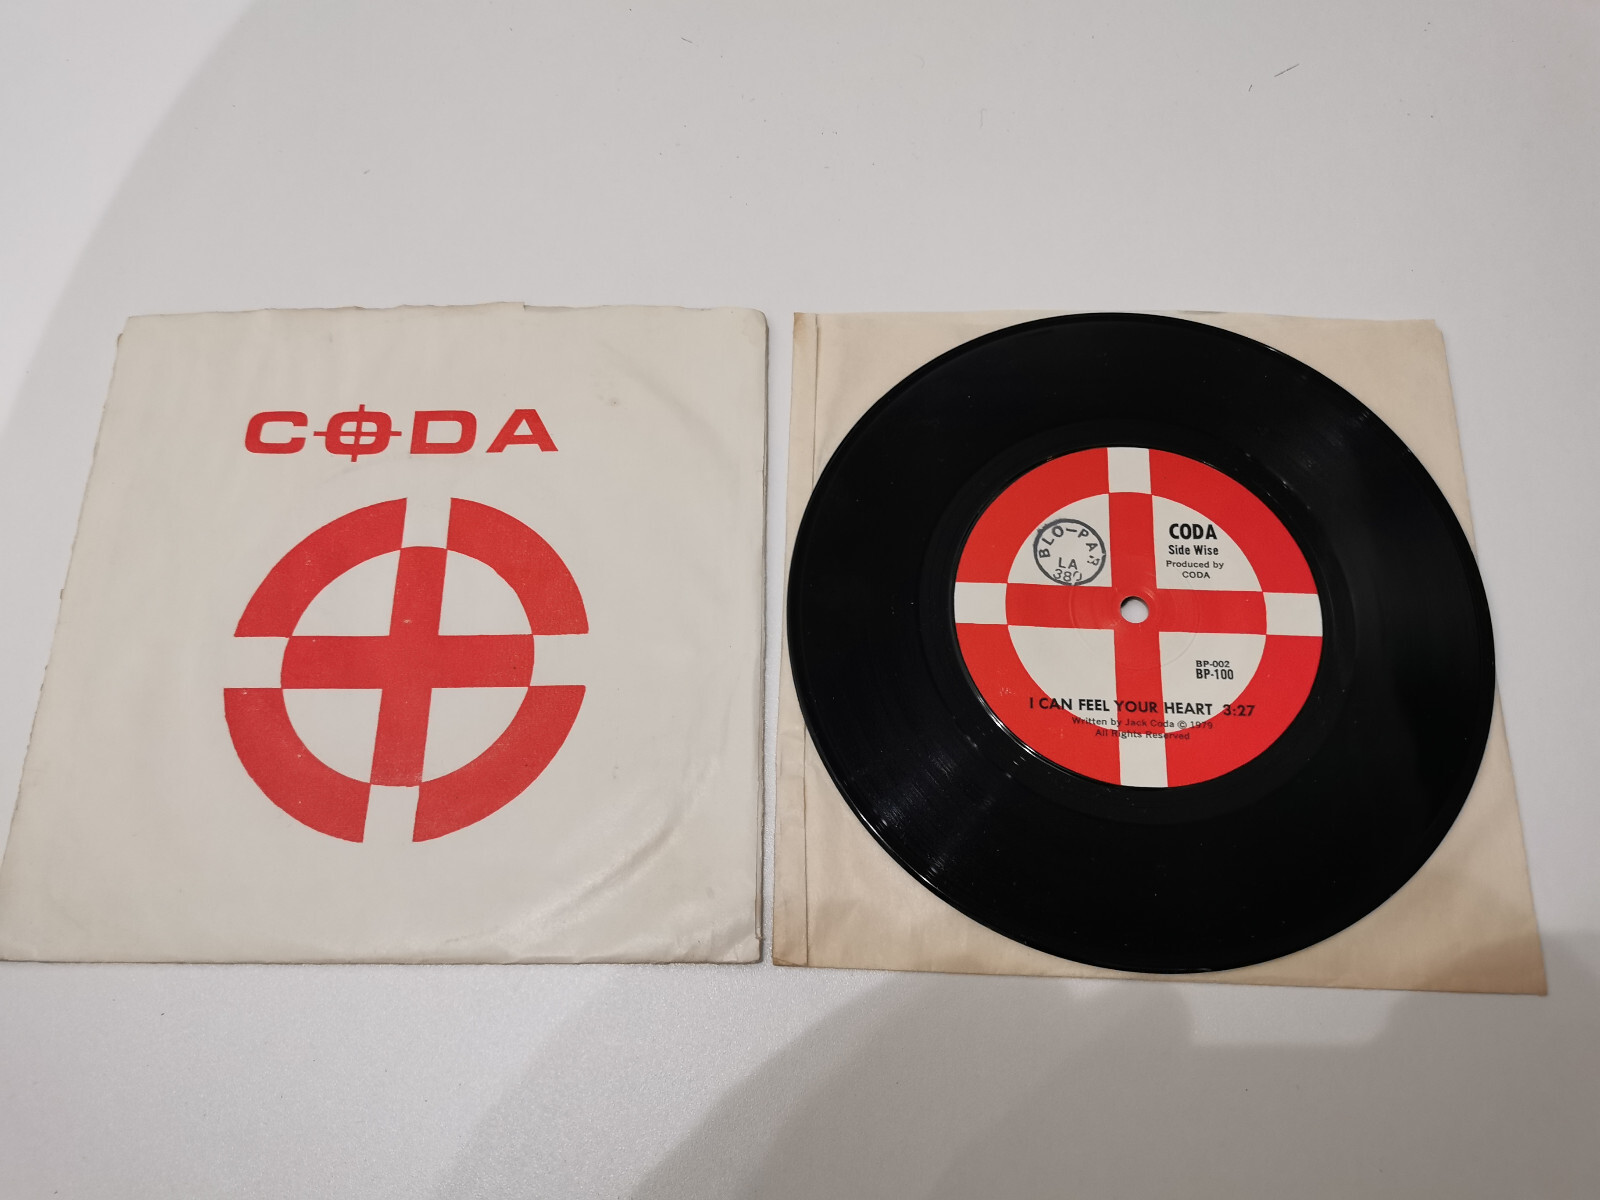 CODA
BLO-PAR
LA
380
CODA
Side Wise
Produced by
CODA
BP-002
BP-100
I CAN FEEL YOUR HEART 3:27
Written by Jack Coda © 1979
All Rights Reserved